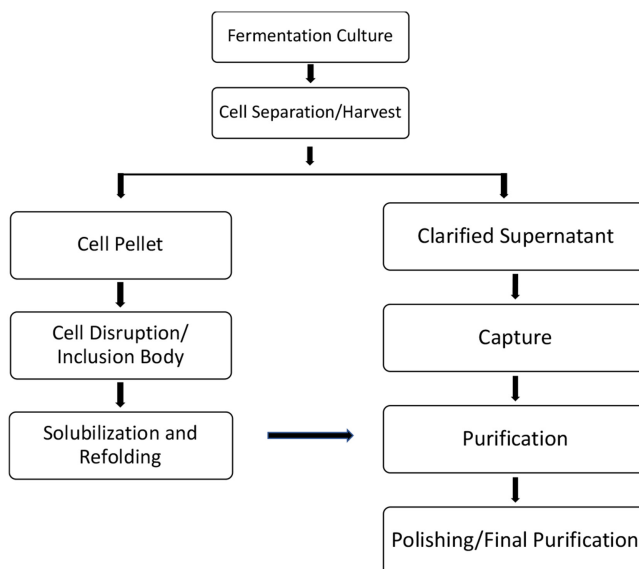 Fermentation Culture
Cell Separation/Harvest
Cell Pellet
Clarified Supernatant
Cell Disruption/
Inclusion Body
Capture
Solubilization and
Refolding
Purification
Polishing/Final Purification